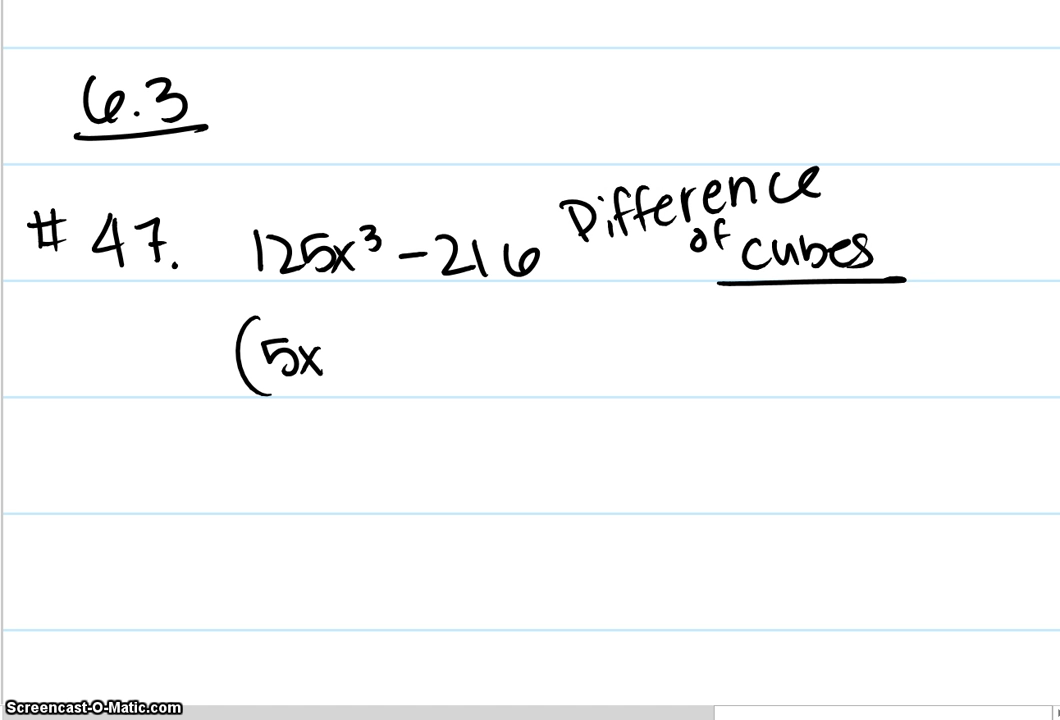 6.3
# 47. 125x³ - 216 Difference of cubes
(5x
Screencast-O-Matic.com